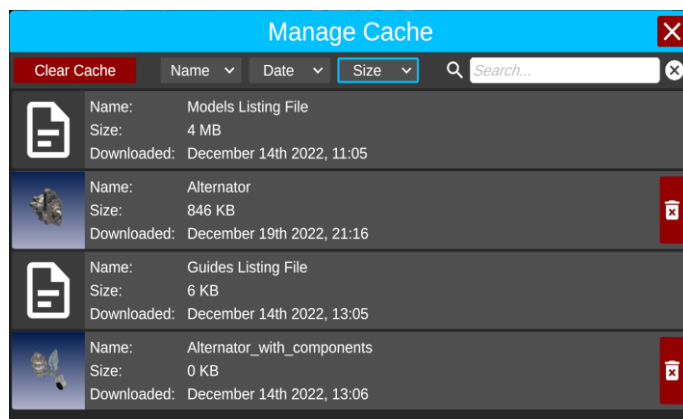 Manage Cache
Clear Cache Name Date Size Search...
Name: Models Listing File
Size: 4 MB
Downloaded: December 14th 2022, 11:05
Name: Alternator
Size: 846 KB
Downloaded: December 19th 2022, 21:16
Name: Guides Listing File
Size: 6 KB
Downloaded: December 14th 2022, 13:05
Name: Alternator_with_components
Size: 0 KB
Downloaded: December 14th 2022, 13:06